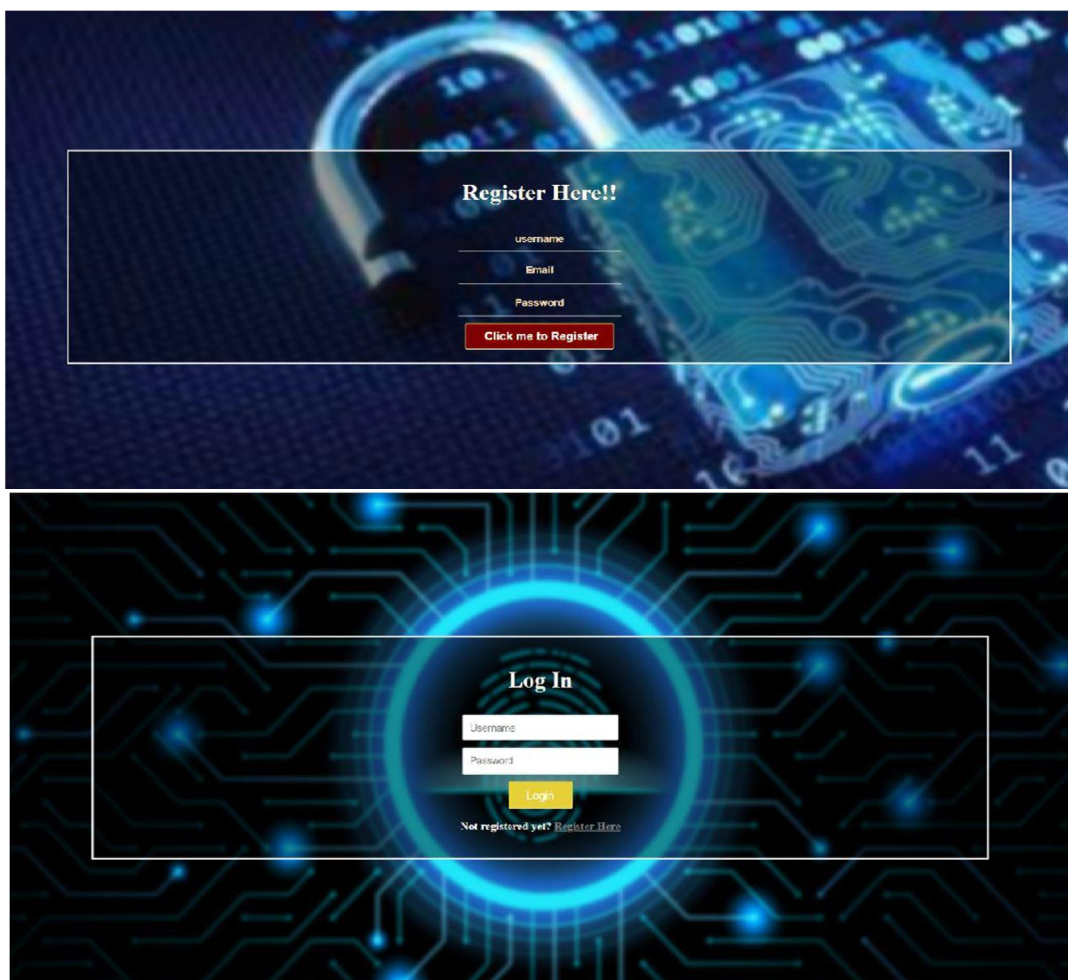 Register Here!!
username
Email
Password
Click me to Register
Log In
Username
Password
Login
Not registered yet? Register Here